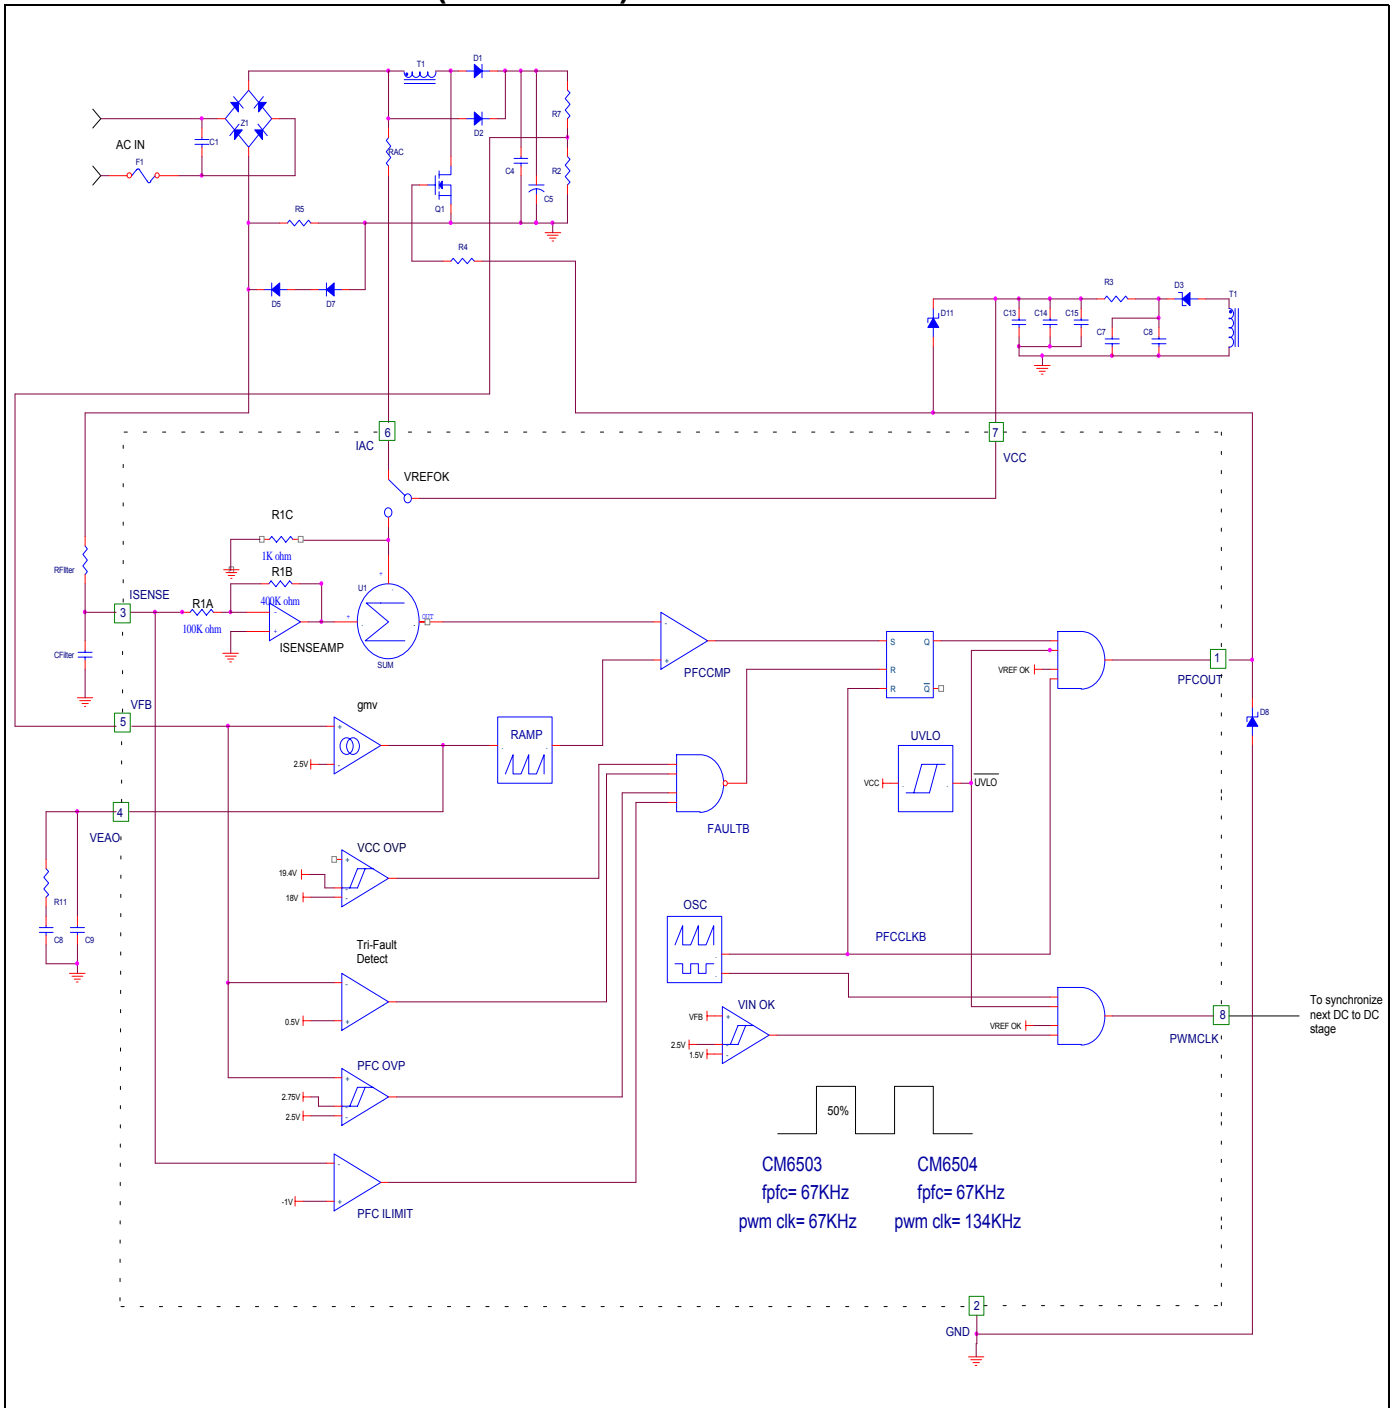 T1
D1
D2
R7
Z1
C1
AC IN
F1
RAC
C4
R2
C5
Q1
R5
R4
D5
D7
R3
D3
T1
D11
C13
C14
C15
C7
C8
6
IAC
7
VCC
VREFOK
R1C
1K ohm
R1B
400K ohm
RFilter
ISENSE
3
R1A
100K ohm
ISENSEAMP
U1
SUM
OUT
CFilter
PFCCMP
S
Q
R
R
Q
VREF OK
1
PFCOUT
D8
VFB
5
gmv
2.5V
RAMP
UVLO
VCC
UVLO
FAULTB
4
VEAO
VCC OVP
19.4V
18V
R11
C8
C9
OSC
PFCCLKB
Tri-Fault
Detect
0.5V
VIN OK
VFB
2.5V
1.5V
VREF OK
8
PWMCLK
To synchronize
next DC to DC
stage
PFC OVP
2.75V
2.5V
50%
CM6503
fpfc= 67KHz
pwm clk= 67KHz
CM6504
fpfc= 67KHz
pwm clk= 134KHz
-1V
PFC ILIMIT
2
GND